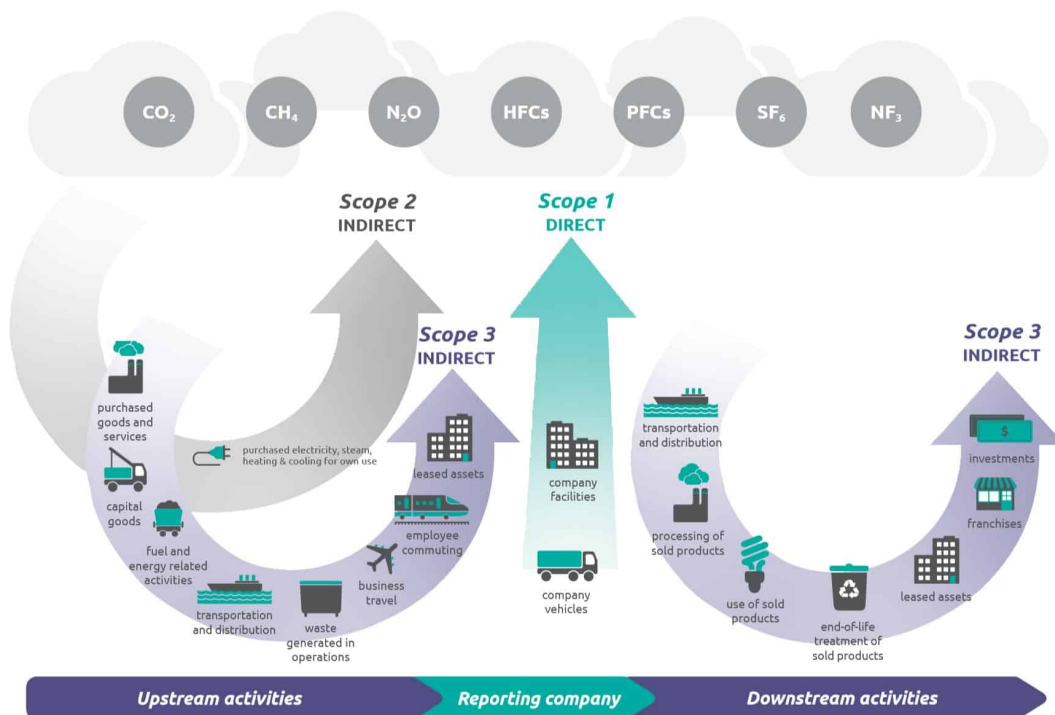 CO₂
CH₄
N₂O
HFCs
PFCs
SF₆
NF₃
Scope 2
INDIRECT
Scope 1
DIRECT
Scope 3
INDIRECT
Scope 3
INDIRECT
purchased
goods and
services
capital
goods
fuel and
energy related
activities
transportation
and distribution
waste
generated in
operations
business
travel
employee
commuting
leased assets
purchased electricity, steam,
heating & cooling for own use
company
facilities
company
vehicles
transportation
and distribution
processing of
sold products
use of sold
products
end-of-life
treatment of
sold products
leased assets
franchises
$
investments
Upstream activities
Reporting company
Downstream activities